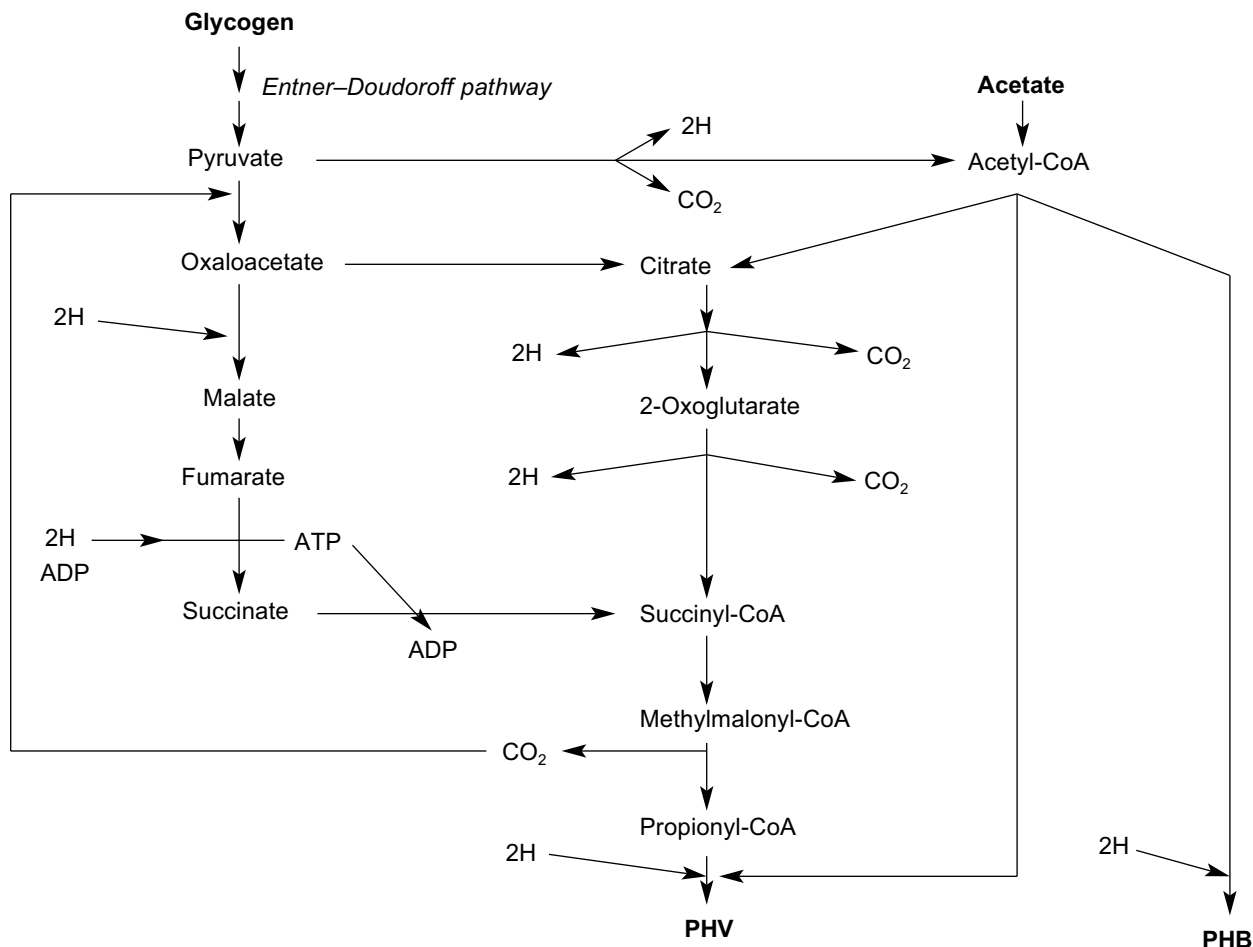 Glycogen
Entner–Doudoroff pathway
Acetate
2H
Pyruvate
Acetyl-CoA
CO₂
Oxaloacetate
Citrate
2H
2H
CO₂
Malate
2-Oxoglutarate
Fumarate
2H
CO₂
2H
ATP
ADP
Succinate
Succinyl-CoA
ADP
Methylmalonyl-CoA
CO₂
Propionyl-CoA
2H
2H
PHV
PHB